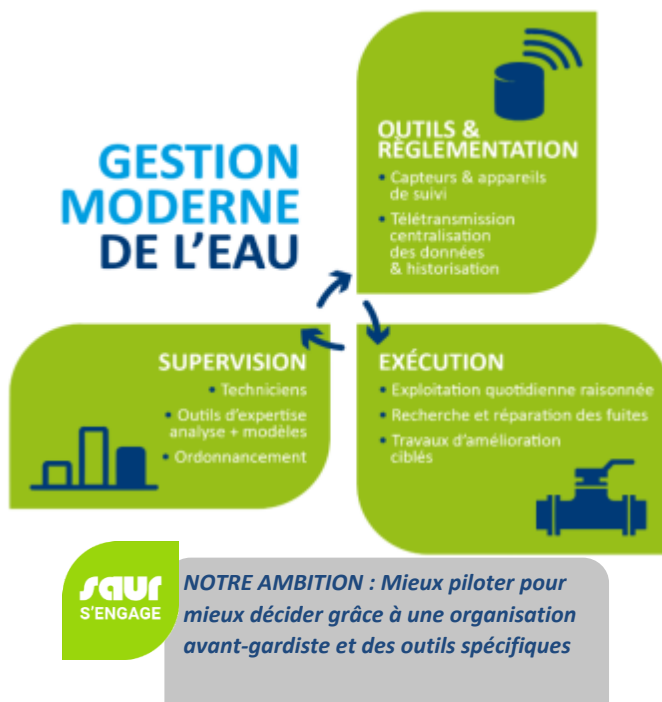 GESTION
MODERNE
DE L'EAU
OUTILS &
RÈGLEMENTATION
• Capteurs & appareils
de suivi
• Télétransmission
centralisation
des données
& historisation
SUPERVISION
• Techniciens
• Outils d'expertise
analyse + modèles
• Ordonnancement
EXÉCUTION
• Exploitation quotidienne raisonnée
• Recherche et réparation des fuites
• Travaux d'amélioration
ciblés
saur
S'ENGAGE
NOTRE AMBITION : Mieux piloter pour
mieux décider grâce à une organisation
avant-gardiste et des outils spécifiques